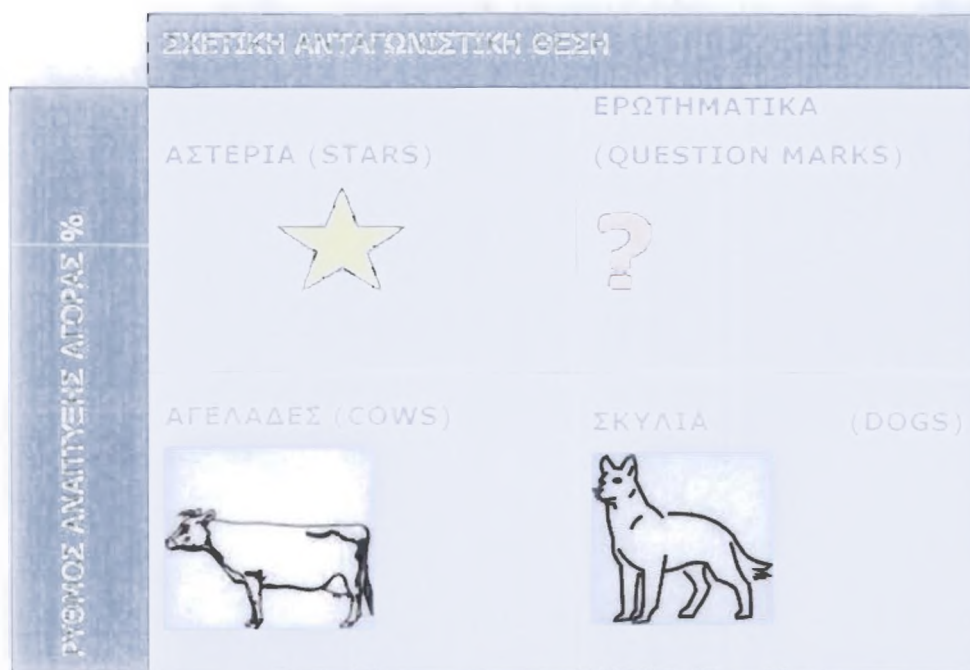 ΣΧΕΤΙΚΗ ΑΝΤΑΓΩΝΙΣΤΙΚΗ ΘΕΣΗ
ΡΥΘΜΟΣ ΑΝΑΠΤΥΞΗΣ ΑΓΟΡΑΣ %
ΑΣΤΕΡΙΑ (STARS)
ΕΡΩΤΗΜΑΤΙΚΑ
(QUESTION MARKS)
?
ΑΓΕΛΑΔΕΣ (COWS)
ΣΚΥΛΙΑ (DOGS)